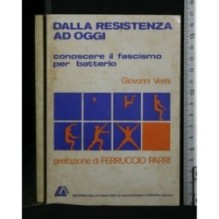 DALLA RESISTENZA
AD OGGI
conoscere il fascismo
per batterlo
Giovanni Verni
prefazione di FERRUCCIO PARRI